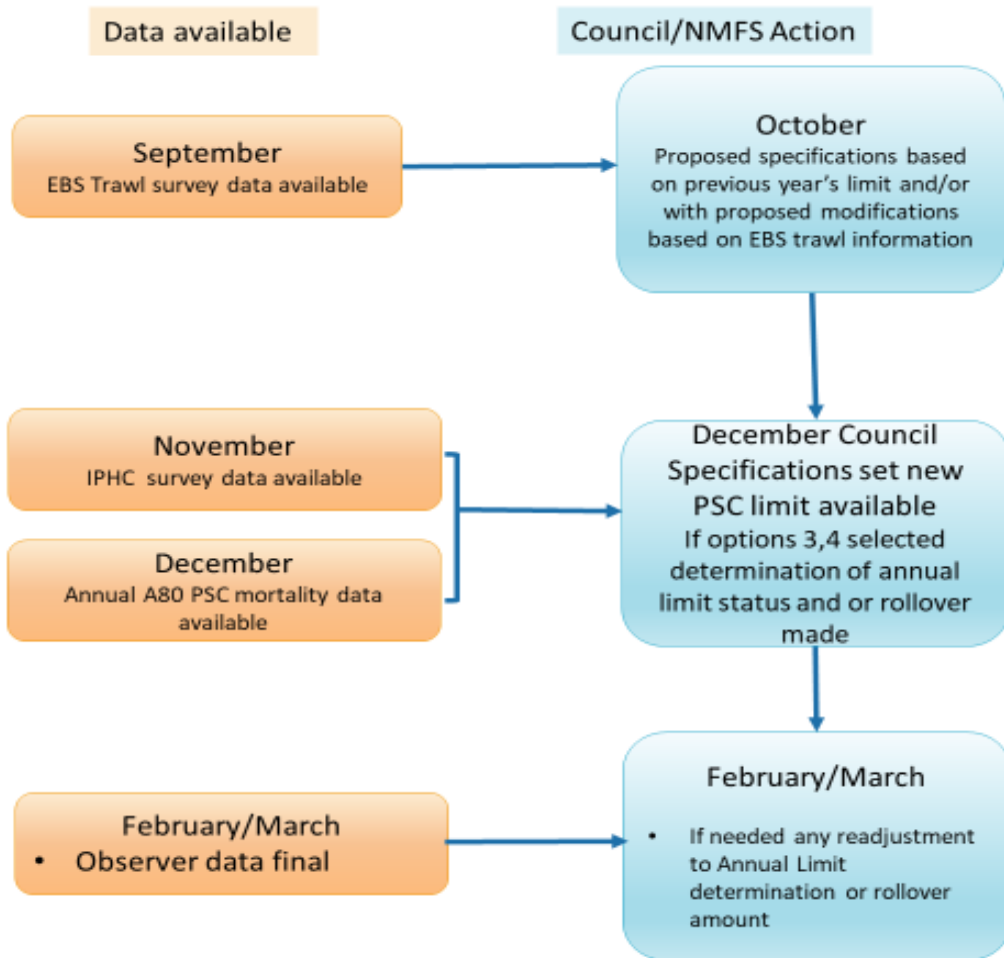 Data available
Council/NMFS Action
September
EBS Trawl survey data available
October
Proposed specifications based
on previous year's limit and/or
with proposed modifications
based on EBS trawl information
November
IPHC survey data available
December
Annual A80 PSC mortality data
available
December Council
Specifications set new
PSC limit available
If options 3,4 selected
determination of annual
limit status and or rollover
made
February/March
• Observer data final
February/March
• If needed any readjustment
to Annual Limit
determination or rollover
amount